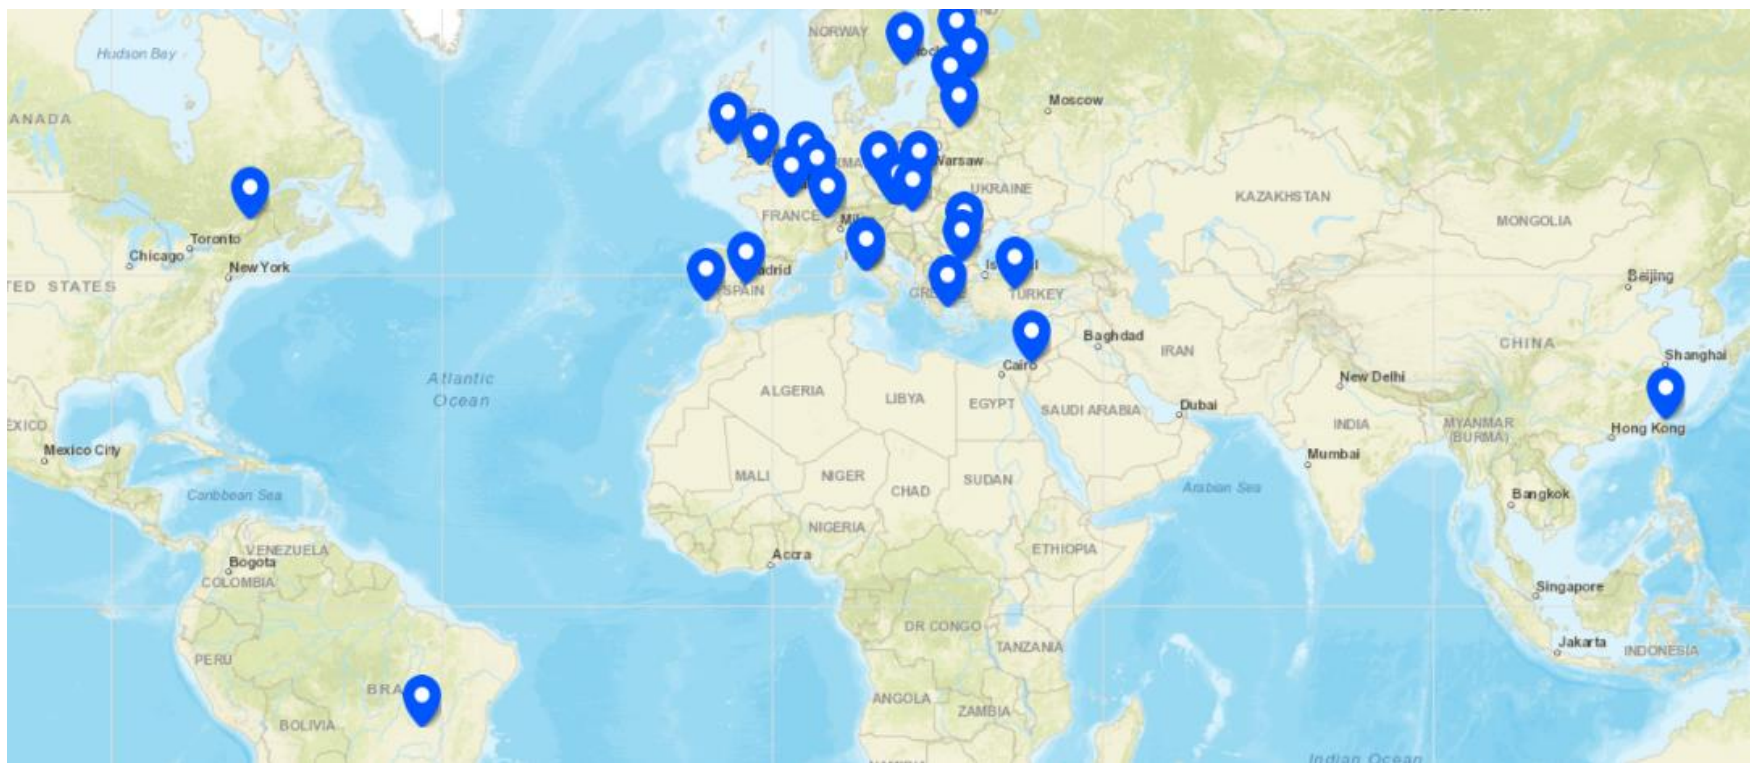 NORWAY
Hudson Bay
Moscow
ANADA
Warsaw
UKRAINE
KAZAKHSTAN
FRANCE
MONGOLIA
Toronto
Chicago
New York
TED STATES
SPAIN
TURKEY
Beijing
Baghdad
IRAN
CHINA
Shanghai
Cairo
Atlantic
Ocean
ALGERIA
LIBYA
EGYPT
SAUDI ARABIA
New Delhi
Dubai
INDIA
MYANMAR
(BURMA)
Hong Kong
EXICO
Mexico City
Mumbai
MALI
NIGER
CHAD
SUDAN
Arabian Sea
Caribbean Sea
Bangkok
NIGERIA
VENEZUELA
Bogota
COLOMBIA
Accra
ETHIOPIA
Singapore
DR CONGO
TANZANIA
Jakarta
INDONESIA
PERU
BRA
ANGOLA
ZAMBIA
BOLIVIA
Indian Ocean